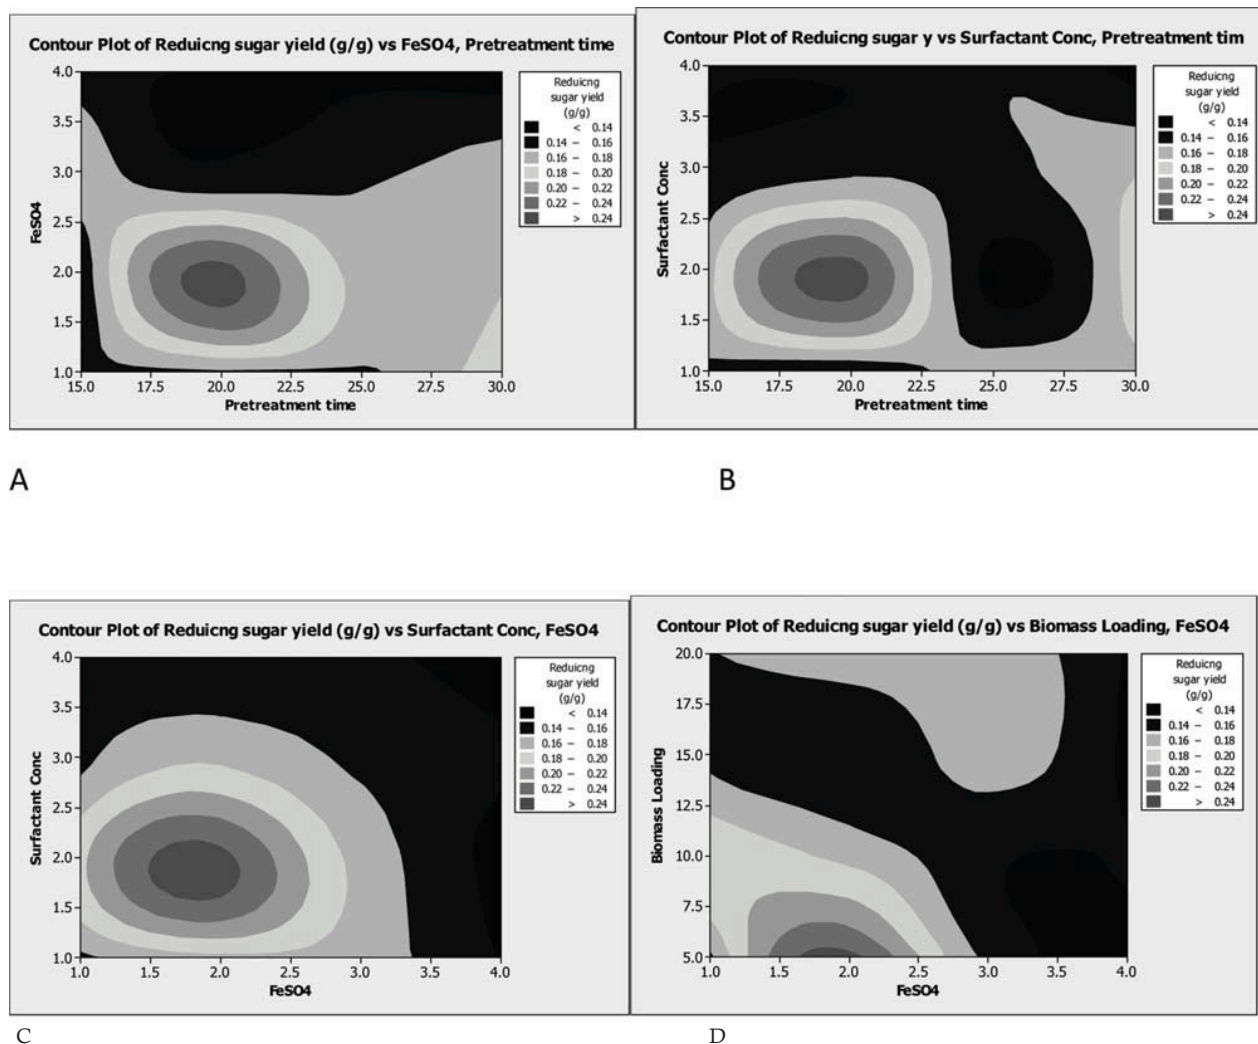 Contour Plot of Reduicng sugar yield (g/g) vs FeSO4, Pretreatment time
4.0
3.5
3.0
2.5
2.0
1.5
1.0
FeSO4
15.0 17.5 20.0 22.5 25.0 27.5 30.0
Pretreatment time
Reduicng
sugar yield
(g/g)
< 0.14
0.14 – 0.16
0.16 – 0.18
0.18 – 0.20
0.20 – 0.22
0.22 – 0.24
> 0.24
Contour Plot of Reduicng sugar y vs Surfactant Conc, Pretreatment tim
4.0
3.5
3.0
2.5
2.0
1.5
1.0
Surfactant Conc
15.0 17.5 20.0 22.5 25.0 27.5 30.0
Pretreatment time
Reduicng
sugar yield
(g/g)
< 0.14
0.14 – 0.16
0.16 – 0.18
0.18 – 0.20
0.20 – 0.22
0.22 – 0.24
> 0.24
A B
Contour Plot of Reduicng sugar yield (g/g) vs Surfactant Conc, FeSO4
4.0
3.5
3.0
2.5
2.0
1.5
1.0
Surfactant Conc
1.0 1.5 2.0 2.5 3.0 3.5 4.0
FeSO4
Reduicng
sugar yield
(g/g)
< 0.14
0.14 – 0.16
0.16 – 0.18
0.18 – 0.20
0.20 – 0.22
0.22 – 0.24
> 0.24
Contour Plot of Reduicng sugar yield (g/g) vs Biomass Loading, FeSO4
20.0
17.5
15.0
12.5
10.0
7.5
5.0
Biomass Loading
1.0 1.5 2.0 2.5 3.0 3.5 4.0
FeSO4
Reduicng
sugar yield
(g/g)
< 0.14
0.14 – 0.16
0.16 – 0.18
0.18 – 0.20
0.20 – 0.22
0.22 – 0.24
> 0.24
C D